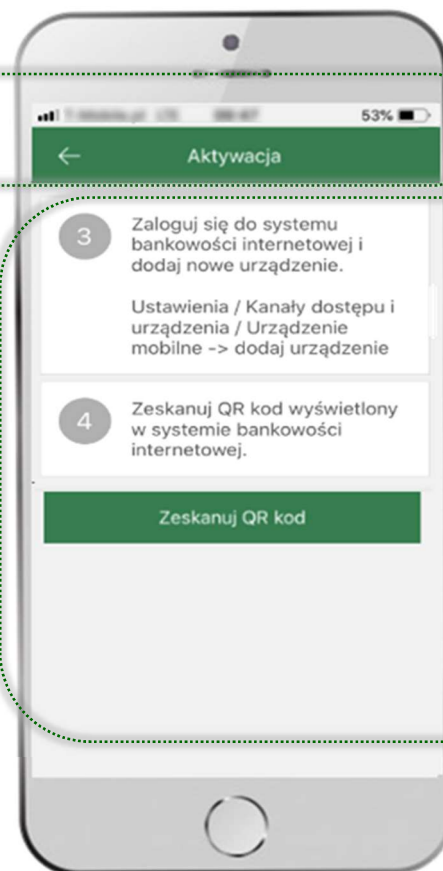 53%
Aktywacja
3
Zaloguj się do systemu
bankowości internetowej i
dodaj nowe urządzenie.
Ustawienia / Kanały dostępu i
urządzenia / Urządzenie
mobilne -> dodaj urządzenie
4
Zeskanuj QR kod wyświetlony
w systemie bankowości
internetowej.
Zeskanuj QR kod